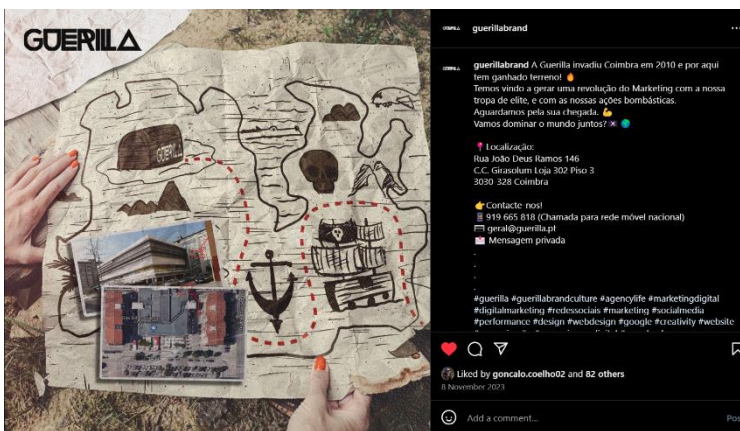 GUERILLA
GUERILLA
guerillabrand
guerillabrand A Guerilla invadiu Coimbra em 2010 e por aqui
tem ganhado terreno! 🔥
Temos vindo a gerar uma revolução do Marketing com a nossa
tropa de elite, e com as nossas ações bombásticas.
Aguardamos pela sua chegada. 💪
Vamos dominar o mundo juntos?
📍 Localização:
Rua João Deus Ramos 146
C.C. Girasolum Loja 302 Piso 3
3030 328 Coimbra
👉 Contacte nos!
919 665 818 (Chamada para rede móvel nacional)
geral@guerilla.pt
Mensagem privada
.
.
.
.
#guerilla #guerillabrandculture #agencylife #marketingdigital
#digitalmarketing #redessociais #marketing #socialmedia
#performance #design #webdesign #google #creativity #website
Liked by goncalo.coelho02 and 82 others
8 November 2023
Add a comment...